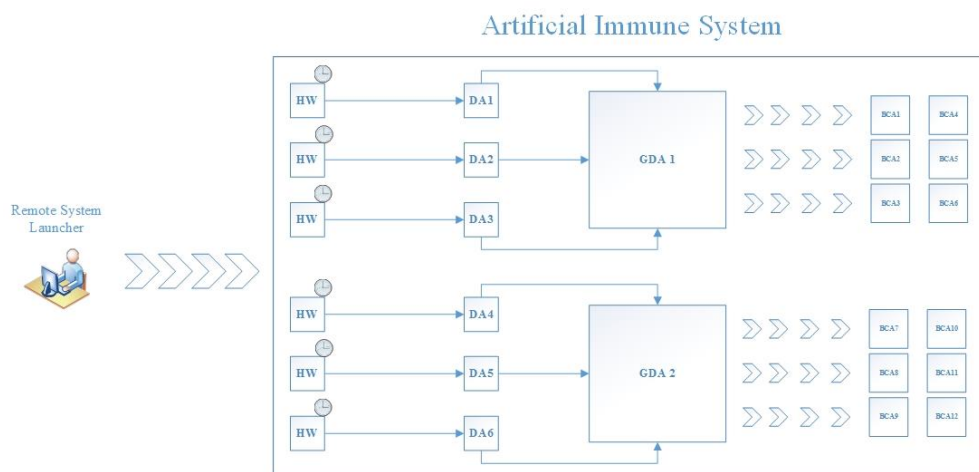 Artificial Immune System
Remote System
Launcher
HW
DA1
HW
DA2
HW
DA3
GDA 1
BCA1
BCA4
BCA2
BCA5
BCA3
BCA6
HW
DA4
HW
DA5
HW
DA6
GDA 2
BCA7
BCA10
BCA8
BCA11
BCA9
BCA12